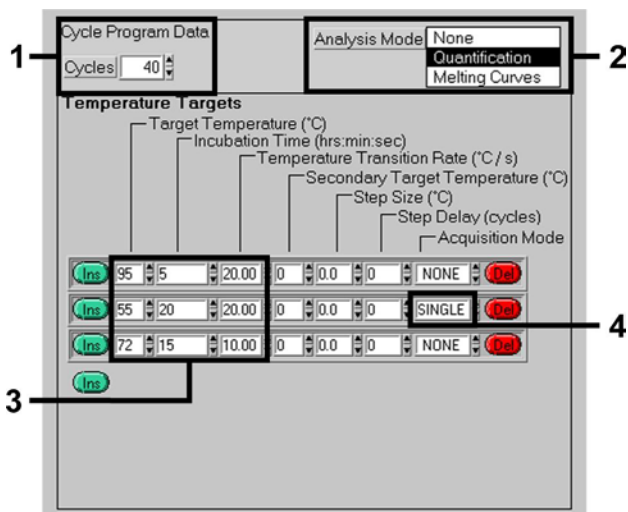 Cycle Program Data
Cycles 40
Analysis Mode None
Quantification
Melting Curves
1
2
Temperature Targets
Target Temperature (°C)
Incubation Time (hrs:min:sec)
Temperature Transition Rate (°C / s)
Secondary Target Temperature (°C)
Step Size (°C)
Step Delay (cycles)
Acquisition Mode
Ins 95 5 20.00 0 0.0 0 NONE Del
Ins 55 20 20.00 0 0.0 0 SINGLE Del
Ins 72 15 10.00 0 0.0 0 NONE Del
4
Ins
3